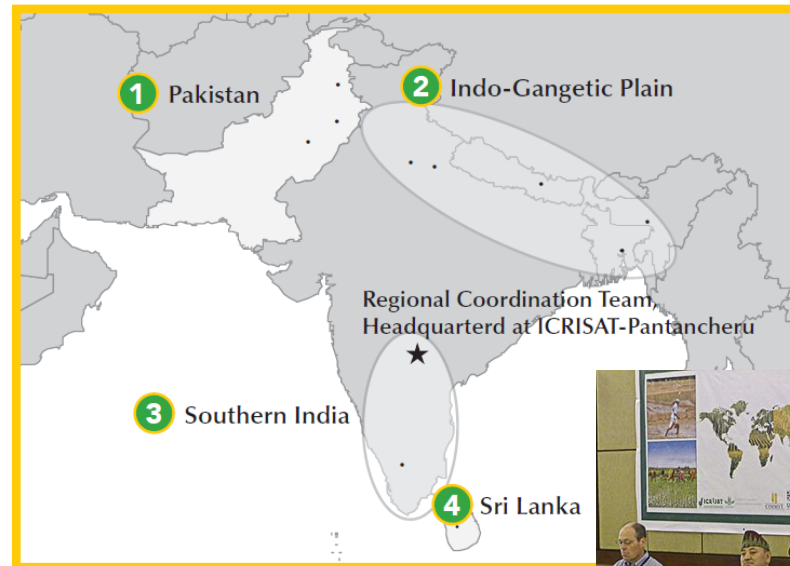 1 Pakistan
2 Indo-Gangetic Plain
Regional Coordination Team,
Headquarterd at ICRISAT-Pantancheru
3 Southern India
4 Sri Lanka
ICRISAT